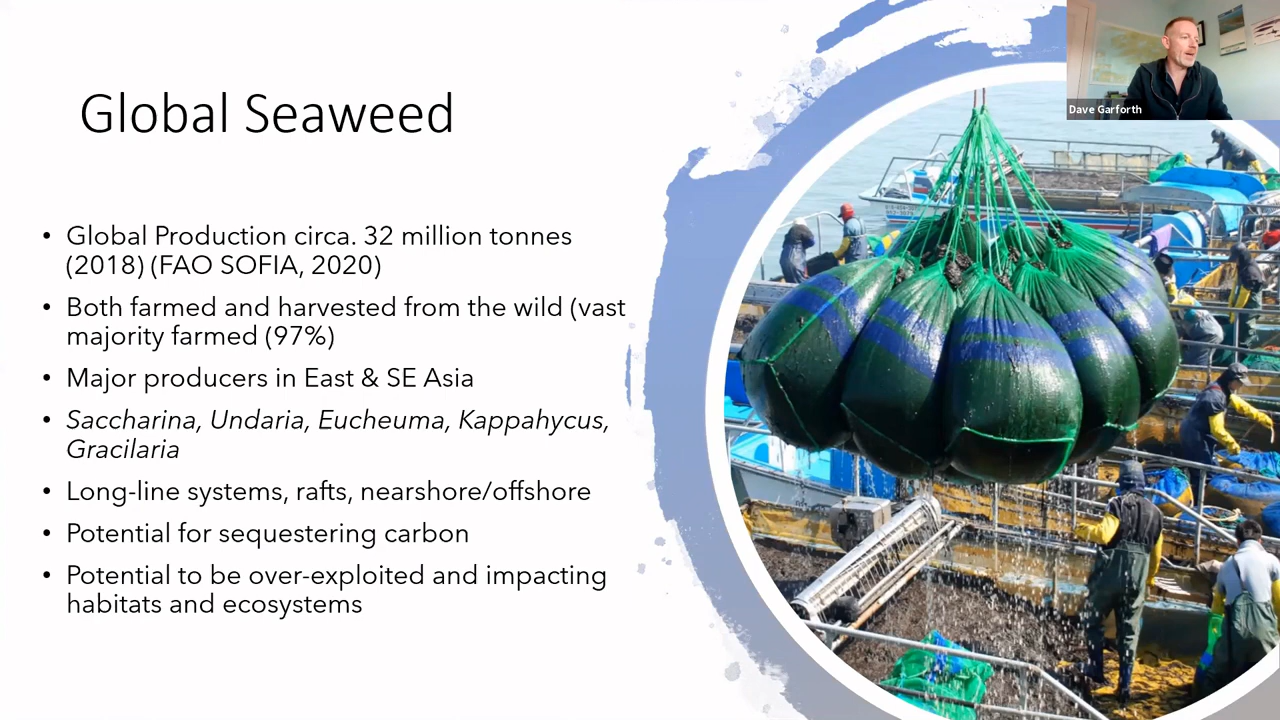 Global Seaweed
• Global Production circa. 32 million tonnes
(2018) (FAO SOFIA, 2020)
• Both farmed and harvested from the wild (vast
majority farmed (97%)
• Major producers in East & SE Asia
• Saccharina, Undaria, Eucheuma, Kappahycus,
Gracilaria
• Long-line systems, rafts, nearshore/offshore
• Potential for sequestering carbon
• Potential to be over-exploited and impacting
habitats and ecosystems
Dave Garforth